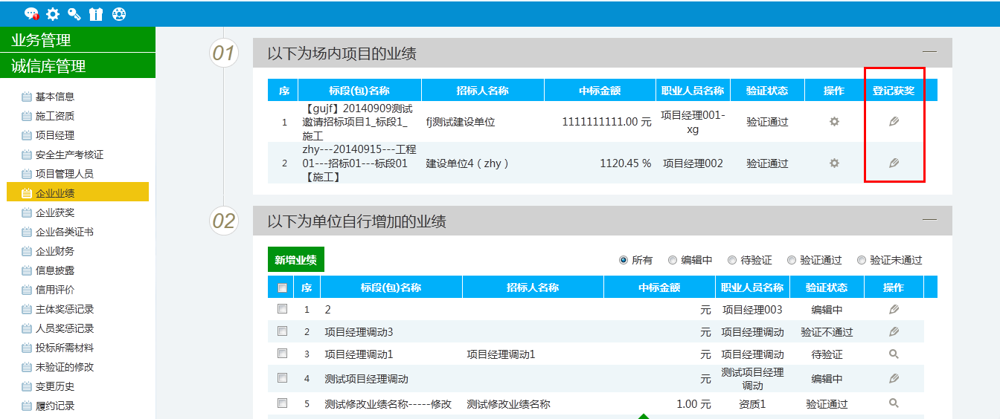 业务管理
诚信库管理
基本信息
施工资质
项目经理
安全生产考核证
项目管理人员
企业业绩
企业获奖
企业各类证书
企业财务
信息披露
信用评价
主体奖惩记录
人员奖惩记录
投标所需材料
未验证的修改
变更历史
履约记录
01
以下为场内项目的业绩
序 标段(包)名称 招标人名称 中标金额 职业人员名称 验证状态 操作 登记获奖
1 【gujf】20140909测试邀请招标项目1_标段1_施工 fj测试建设单位 1111111111.00 元 项目经理001-xg 验证通过
2 zhy---20140915---工程01---招标01---标段01【施工】 建设单位4（zhy） 1120.45 % 项目经理002 验证通过
02
以下为单位自行增加的业绩
新增业绩 所有 编辑中 待验证 验证通过 验证未通过
序 标段(包)名称 招标人名称 中标金额 职业人员名称 验证状态 操作
1 2 元 项目经理003 编辑中
2 项目经理调动3 元 项目经理调动 验证不通过
3 项目经理调动1 项目经理调动1 元 项目经理调动 待验证
4 测试项目经理调动 元 测试项目经理调动 编辑中
5 测试修改业绩名称-----修改 测试修改业绩名称 1.00 元 资质1 验证通过